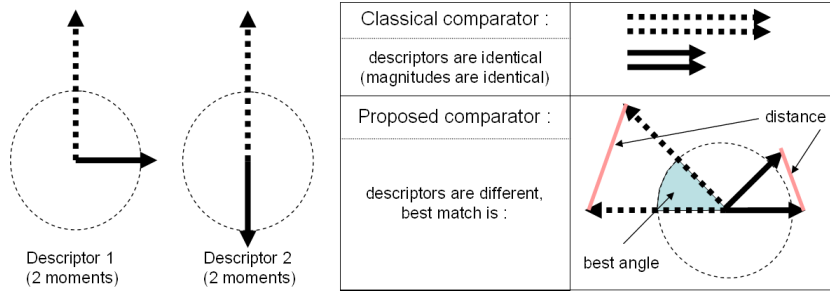 Descriptor 1
(2 moments)
Descriptor 2
(2 moments)
Classical comparator :
descriptors are identical
(magnitudes are identical)
Proposed comparator :
descriptors are different,
best match is :
distance
best angle